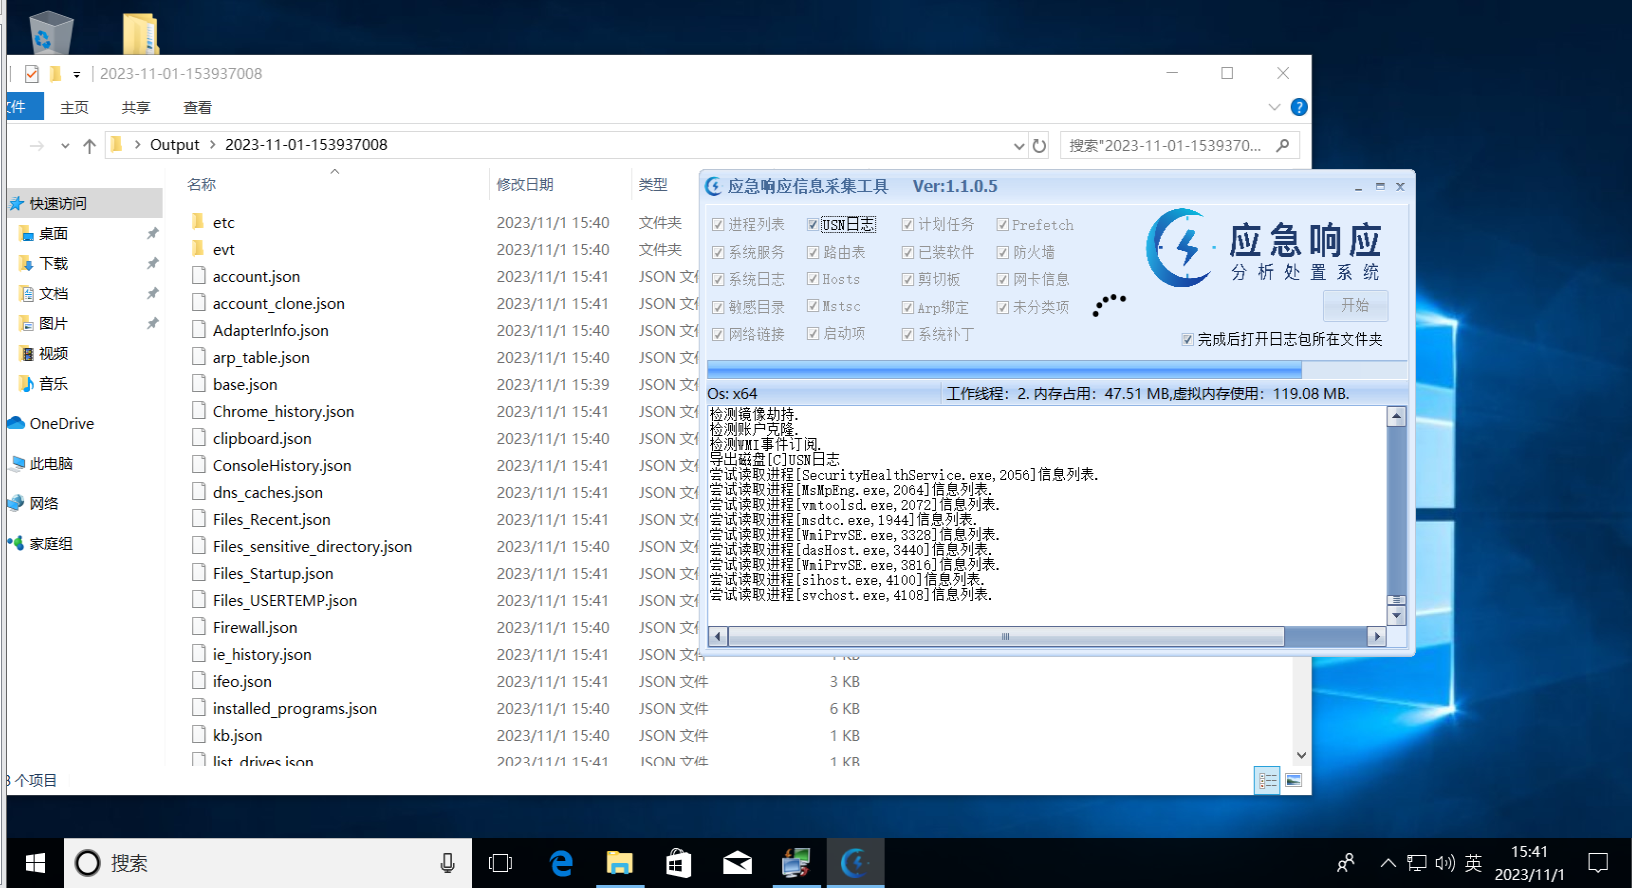 2023-11-01-153937008
文件
主页
共享
查看
Output
2023-11-01-153937008
搜索"2023-11-01-1539370...
名称
修改日期
类型
快速访问
桌面
下载
文档
图片
视频
音乐
OneDrive
此电脑
网络
家庭组
etc 2023/11/1 15:40 文件夹
evt 2023/11/1 15:40 文件夹
account.json 2023/11/1 15:41 JSON 文件
account_clone.json 2023/11/1 15:41 JSON 文件
AdapterInfo.json 2023/11/1 15:40 JSON 文件
arp_table.json 2023/11/1 15:40 JSON 文件
base.json 2023/11/1 15:39 JSON 文件
Chrome_history.json 2023/11/1 15:41 JSON 文件
clipboard.json 2023/11/1 15:40 JSON 文件
ConsoleHistory.json 2023/11/1 15:41 JSON 文件
dns_caches.json 2023/11/1 15:40 JSON 文件
Files_Recent.json 2023/11/1 15:41 JSON 文件
Files_sensitive_directory.json 2023/11/1 15:40 JSON 文件
Files_Startup.json 2023/11/1 15:41 JSON 文件
Files_USERTEMP.json 2023/11/1 15:41 JSON 文件
Firewall.json 2023/11/1 15:40 JSON 文件
ie_history.json 2023/11/1 15:41 JSON 文件
ifeo.json 2023/11/1 15:41 JSON 文件 3 KB
installed_programs.json 2023/11/1 15:40 JSON 文件 6 KB
kb.json 2023/11/1 15:40 JSON 文件 1 KB
list_drives.json 2023/11/1 15:41 JSON 文件 1 KB
个项目
应急响应信息采集工具 Ver:1.1.0.5
进程列表 USN日志 计划任务 Prefetch
系统服务 路由表 已装软件 防火墙
系统日志 Hosts 剪切板 网卡信息
敏感目录 Mstsc Arp绑定 未分类项
网络链接 启动项 系统补丁
应急响应
分析处置系统
开始
完成后打开日志包所在文件夹
Os: x64
工作线程：2. 内存占用：47.51 MB,虚拟内存使用：119.08 MB.
检测镜像劫持.
检测账户克隆.
检测WMI事件订阅.
导出磁盘[C]USN日志
尝试读取进程[SecurityHealthService.exe,2056]信息列表.
尝试读取进程[MsMpEng.exe,2064]信息列表.
尝试读取进程[vmtoolsd.exe,2072]信息列表.
尝试读取进程[msdtc.exe,1944]信息列表.
尝试读取进程[WmiPrvSE.exe,3328]信息列表.
尝试读取进程[dasHost.exe,3440]信息列表.
尝试读取进程[WmiPrvSE.exe,3816]信息列表.
尝试读取进程[sihost.exe,4100]信息列表.
尝试读取进程[svchost.exe,4108]信息列表.
搜索
英
15:41
2023/11/1